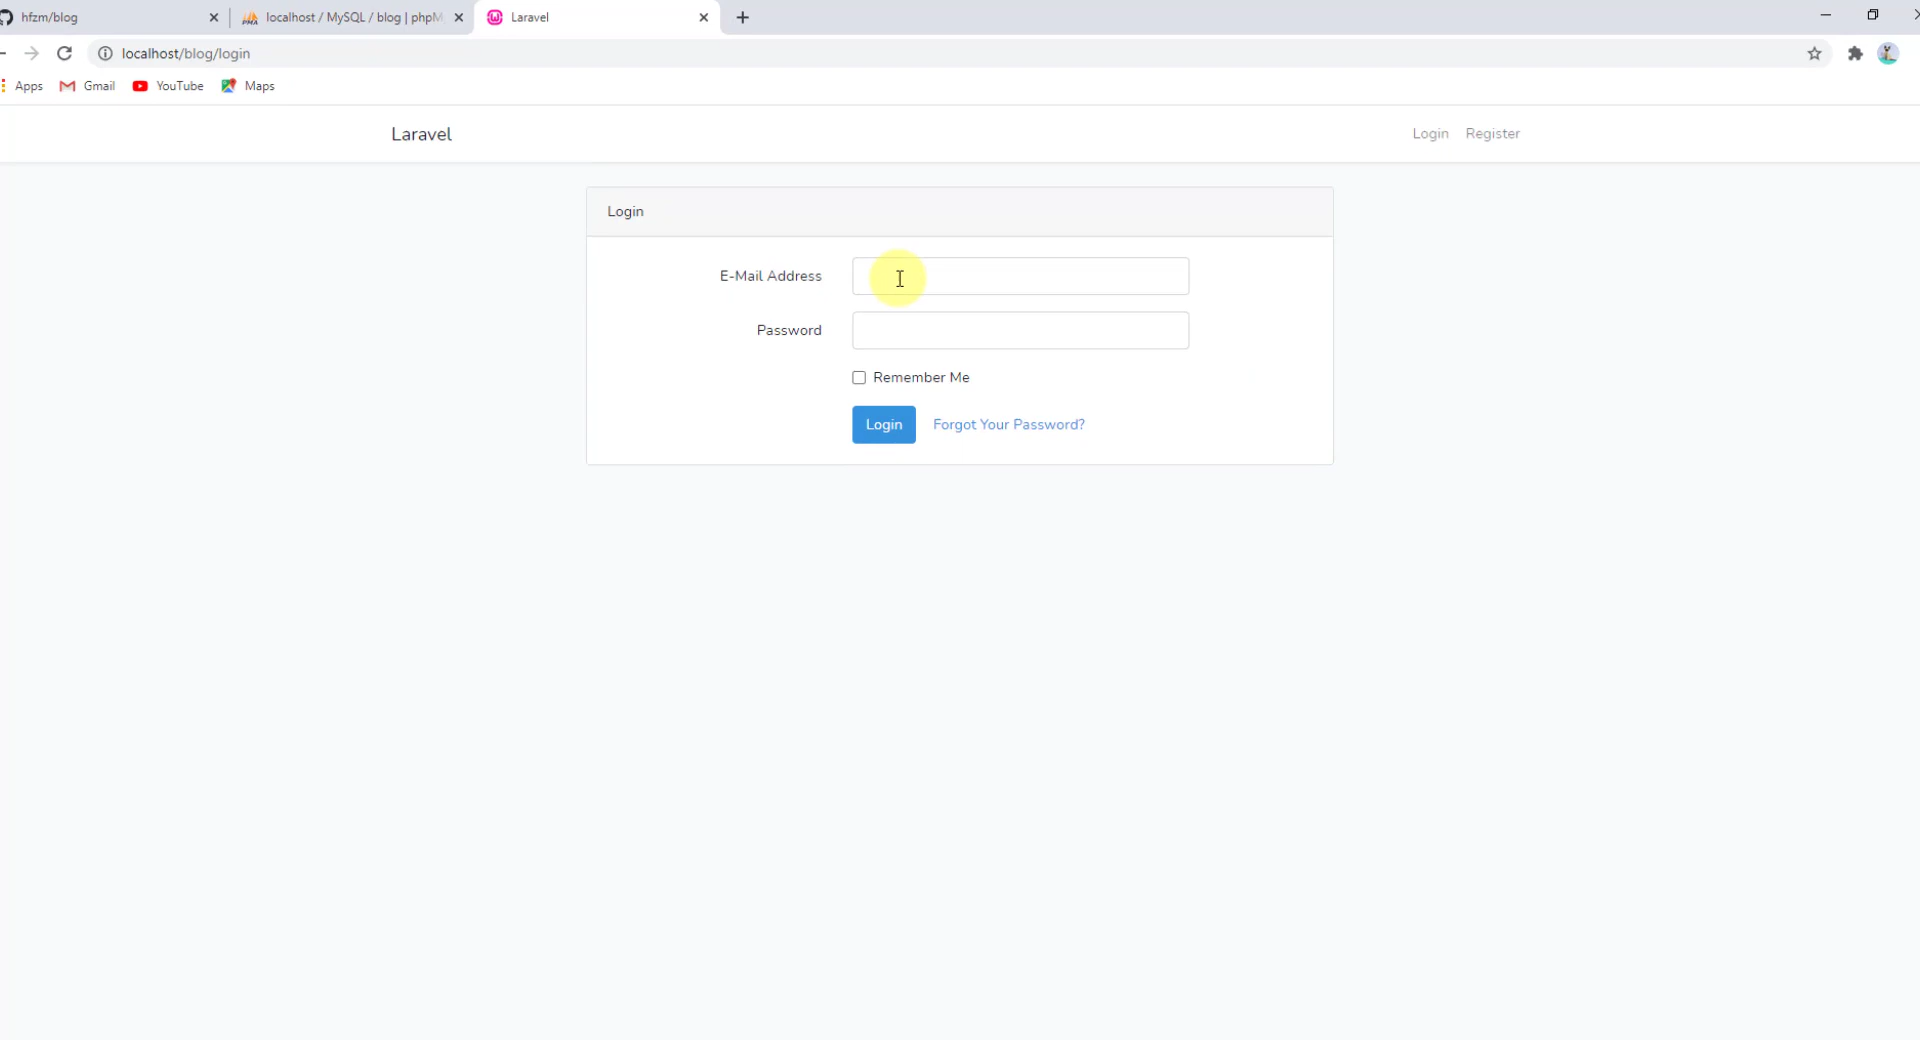 hfzm/blog
localhost / MySQL / blog | phpM
Laravel
localhost/blog/login
Apps Gmail YouTube Maps
Laravel Login Register
Login
E-Mail Address
Password
Remember Me
Login Forgot Your Password?